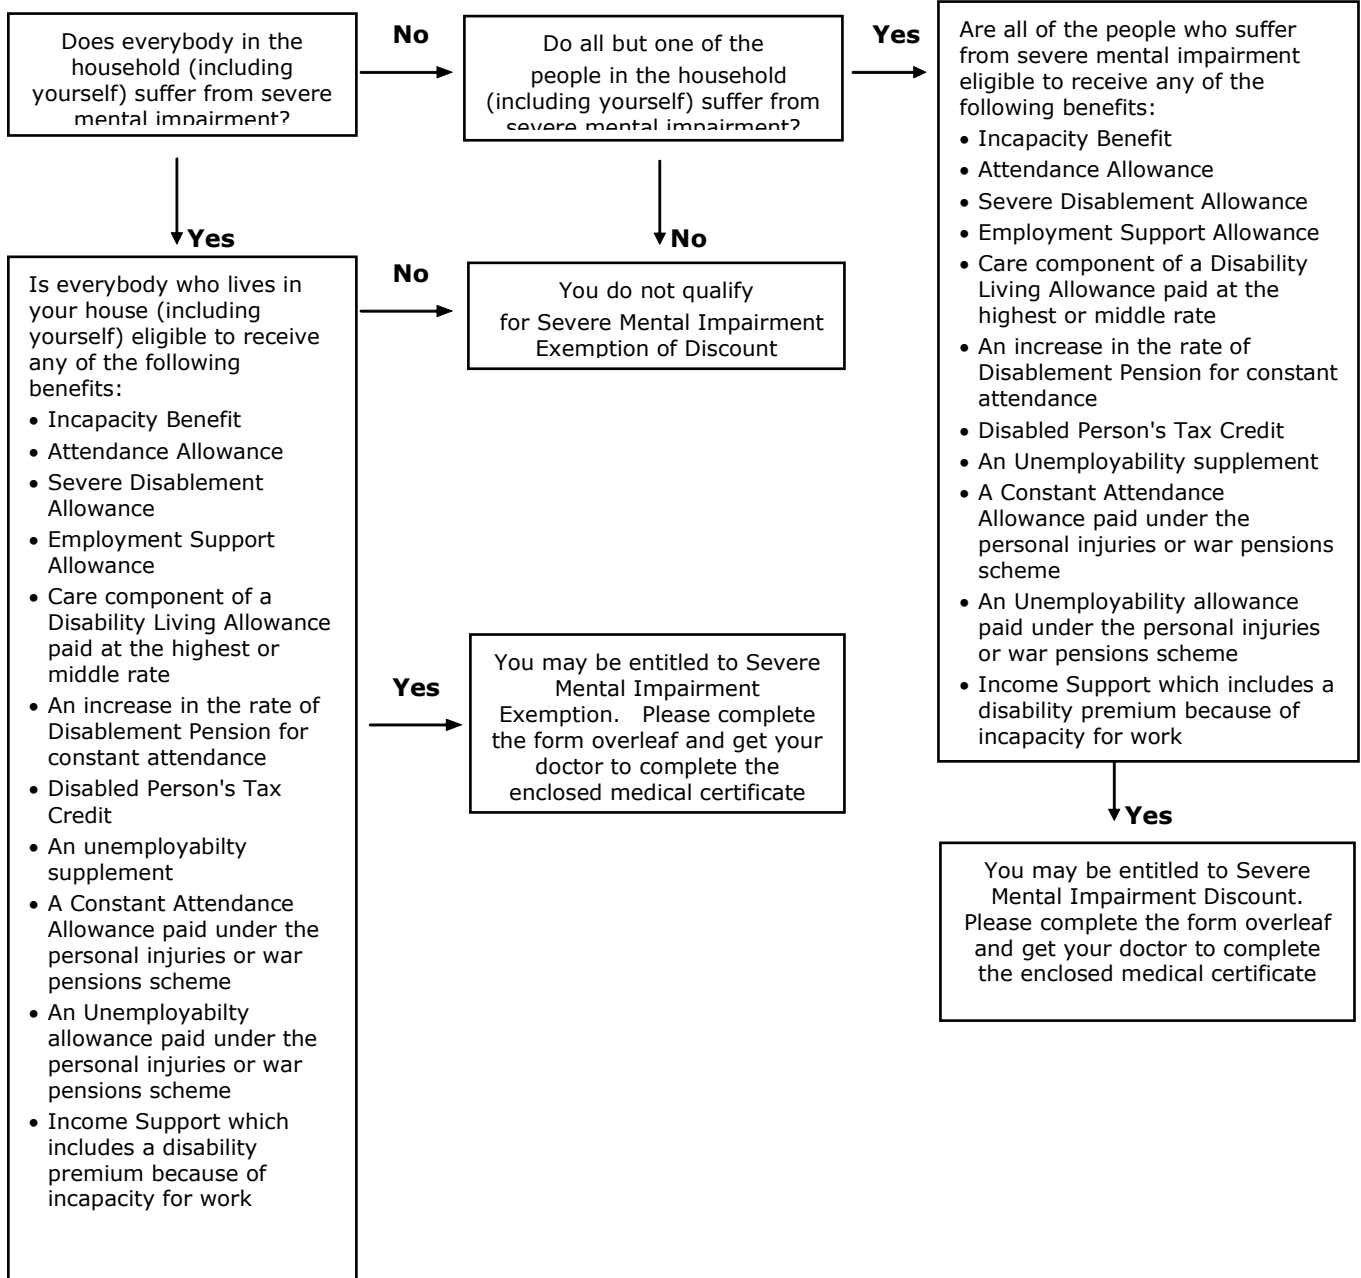 Does everybody in the
household (including
yourself) suffer from severe
mental impairment?
No
Do all but one of the
people in the household
(including yourself) suffer from
severe mental impairment?
Yes
Are all of the people who suffer
from severe mental impairment
eligible to receive any of the
following benefits:
• Incapacity Benefit
• Attendance Allowance
• Severe Disablement Allowance
• Employment Support Allowance
• Care component of a Disability
Living Allowance paid at the
highest or middle rate
• An increase in the rate of
Disablement Pension for constant
attendance
• Disabled Person's Tax Credit
• An Unemployability supplement
• A Constant Attendance
Allowance paid under the
personal injuries or war pensions
scheme
• An Unemployability allowance
paid under the personal injuries
or war pensions scheme
• Income Support which includes a
disability premium because of
incapacity for work
Yes
No
Is everybody who lives in
your house (including
yourself) eligible to receive
any of the following
benefits:
• Incapacity Benefit
• Attendance Allowance
• Severe Disablement
Allowance
• Employment Support
Allowance
• Care component of a
Disability Living Allowance
paid at the highest or
middle rate
• An increase in the rate of
Disablement Pension for
constant attendance
• Disabled Person's Tax
Credit
• An unemployabilty
supplement
• A Constant Attendance
Allowance paid under the
personal injuries or war
pensions scheme
• An Unemployabilty
allowance paid under the
personal injuries or war
pensions scheme
• Income Support which
includes a disability
premium because of
incapacity for work
No
You do not qualify
for Severe Mental Impairment
Exemption of Discount
Yes
You may be entitled to Severe
Mental Impairment
Exemption. Please complete
the form overleaf and get your
doctor to complete the
enclosed medical certificate
Yes
You may be entitled to Severe
Mental Impairment Discount.
Please complete the form overleaf
and get your doctor to complete
the enclosed medical certificate